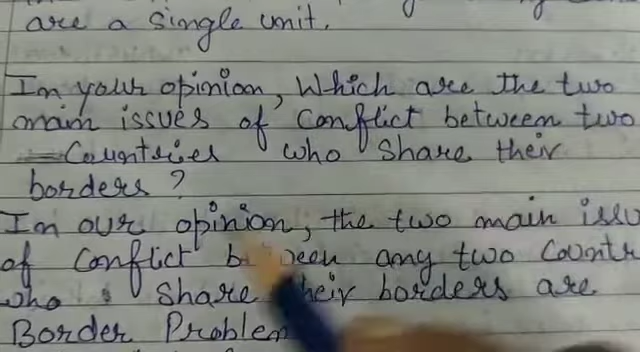 are a single unit.
In your opinion, Which are the two
main issues of conflict between two
Countries who share their
borders ?
In our opinion, the two main issu
of conflict b een any two Countr
who share their borders are
Border Problem